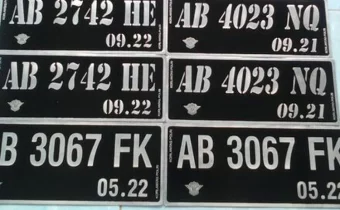 AB 2742 HE
09.22
AB 4023 NQ
09.21
AB 2742 HE
09.22
AB 4023 NQ
09.21
B 3067 FK
05.22
AB 3067 FK
05.22